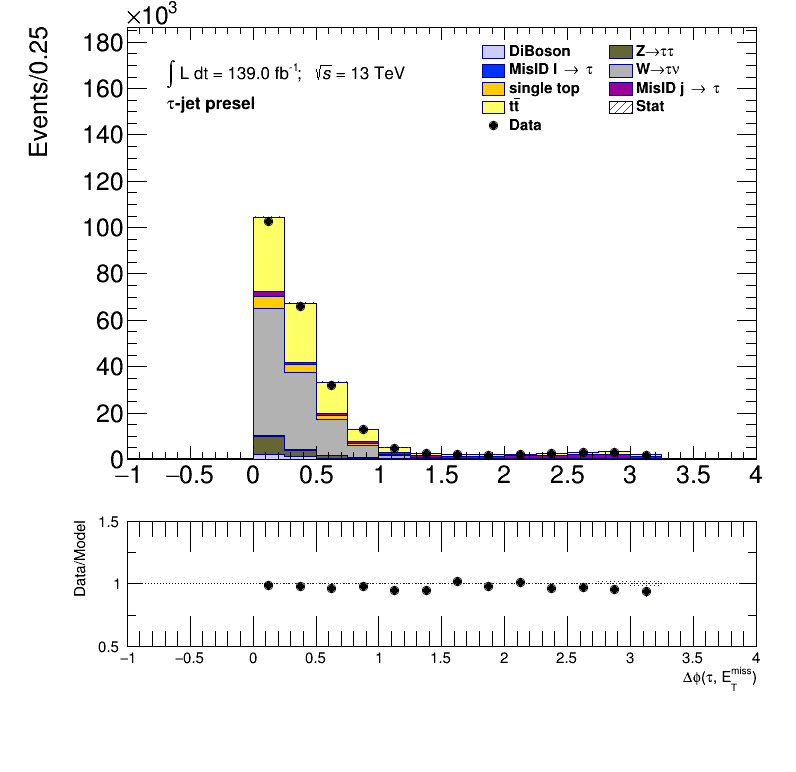 ×10³
Events/0.25
180
160
140
120
100
80
60
40
20
0
∫ L dt = 139.0 fb⁻¹; √s = 13 TeV
τ-jet presel
DiBoson
MisID l → τ
single top
tt̄
Data
Z→ττ
W→τν
MisID j → τ
Stat
−1 −0.5 0 0.5 1 1.5 2 2.5 3 3.5 4
Data/Model
1.5
1
0.5
−1 −0.5 0 0.5 1 1.5 2 2.5 3 3.5 4
Δϕ(τ, E_T^miss)